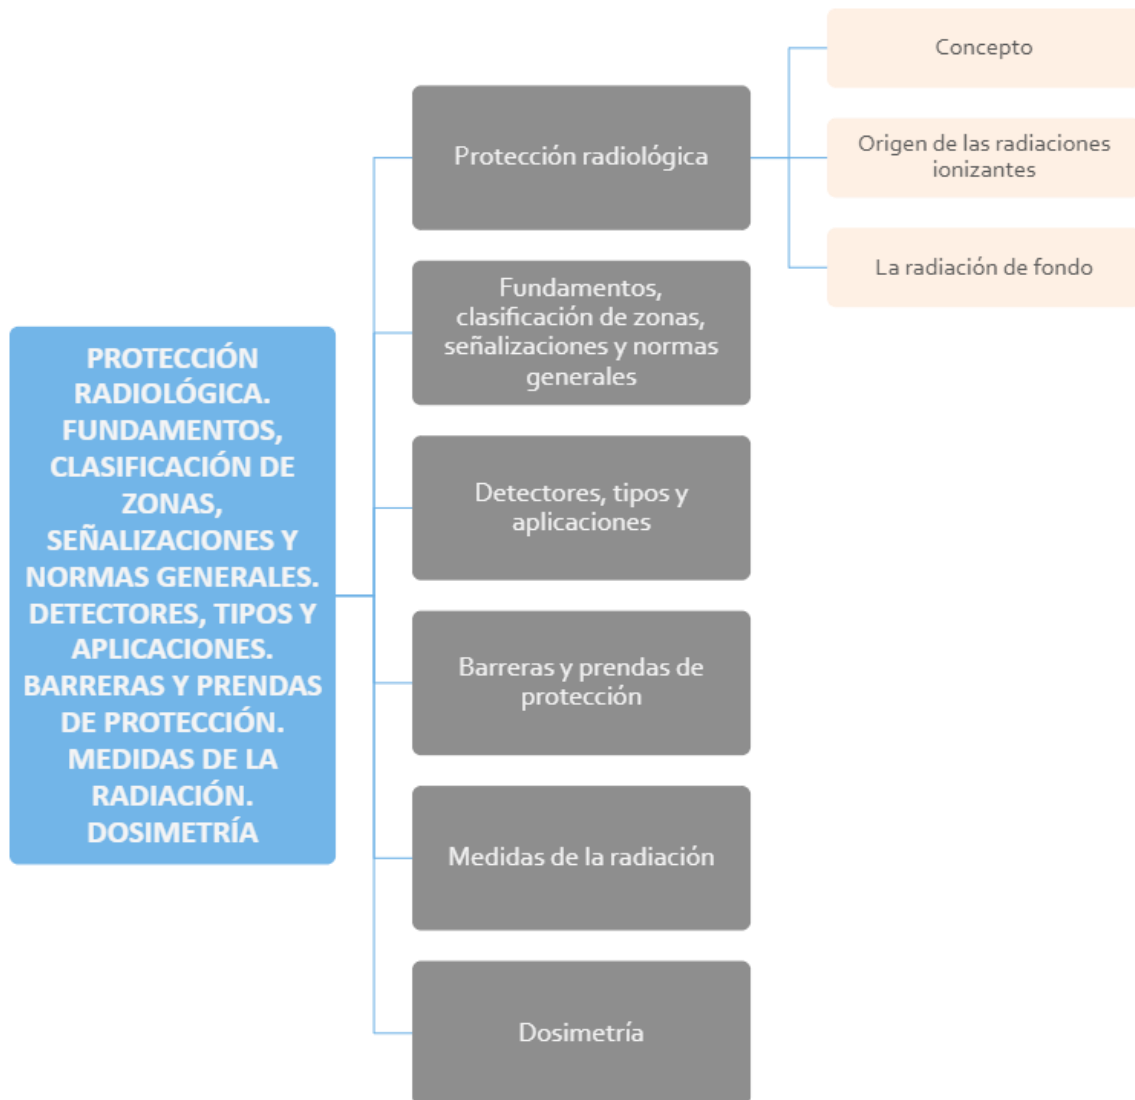 PROTECCIÓN
RADIOLÓGICA.
FUNDAMENTOS,
CLASIFICACIÓN DE
ZONAS,
SEÑALIZACIONES Y
NORMAS GENERALES.
DETECTORES, TIPOS Y
APLICACIONES.
BARRERAS Y PRENDAS
DE PROTECCIÓN.
MEDIDAS DE LA
RADIACIÓN.
DOSIMETRÍA
Protección radiológica
Concepto
Origen de las radiaciones
ionizantes
La radiación de fondo
Fundamentos,
clasificación de zonas,
señalizaciones y normas
generales
Detectores, tipos y
aplicaciones
Barreras y prendas de
protección
Medidas de la radiación
Dosimetría